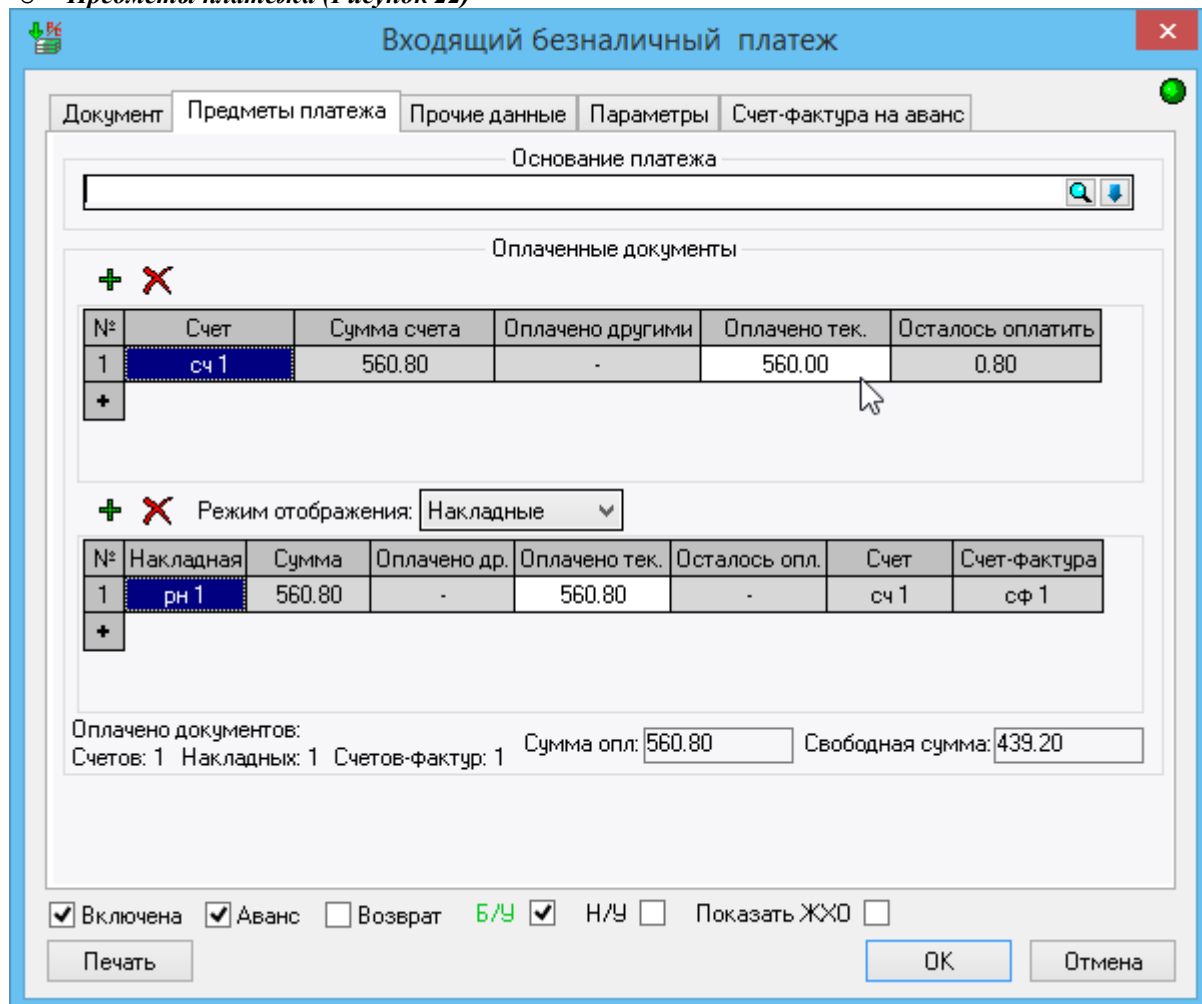 Предметы платежа (Рисунок 22)
Входящий безналичный платеж
Документ Предметы платежа Прочие данные Параметры Счет-фактура на аванс
Основание платежа
Оплаченные документы
№ Счет Сумма счета Оплачено другими Оплачено тек. Осталось оплатить
1 сч 1 560.80 - 560.00 0.80
Режим отображения: Накладные
№ Накладная Сумма Оплачено др. Оплачено тек. Осталось опл. Счет Счет-фактура
1 рн 1 560.80 - 560.80 - сч 1 сф 1
Оплачено документов:
Счетов: 1 Накладных: 1 Счетов-фактур: 1 Сумма опл: 560.80 Свободная сумма: 439.20
Включена Аванс Возврат Б/У Н/У Показать ЖХО
Печать OK Отмена